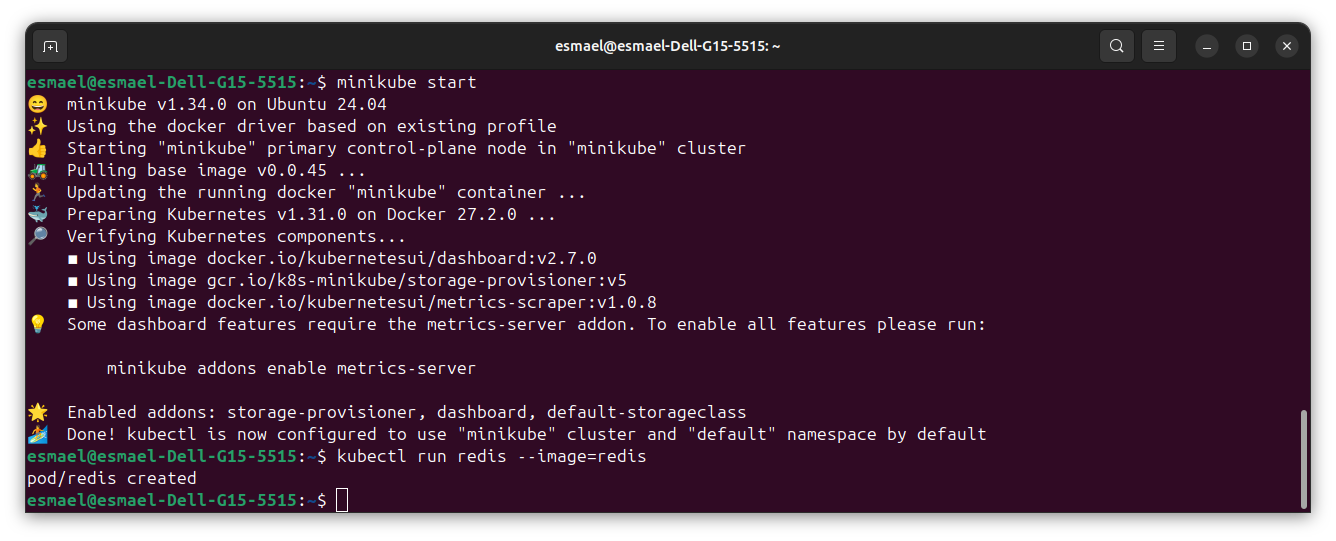 esmael@esmael-Dell-G15-5515: ~
esmael@esmael-Dell-G15-5515:~$ minikube start
😄  minikube v1.34.0 on Ubuntu 24.04
✨  Using the docker driver based on existing profile
👍  Starting "minikube" primary control-plane node in "minikube" cluster
🚜  Pulling base image v0.0.45 ...
🏃  Updating the running docker "minikube" container ...
🐳  Preparing Kubernetes v1.31.0 on Docker 27.2.0 ...
🔎  Verifying Kubernetes components...
    ▪ Using image docker.io/kubernetesui/dashboard:v2.7.0
    ▪ Using image gcr.io/k8s-minikube/storage-provisioner:v5
    ▪ Using image docker.io/kubernetesui/metrics-scraper:v1.0.8
💡  Some dashboard features require the metrics-server addon. To enable all features please run:
        minikube addons enable metrics-server
🌟  Enabled addons: storage-provisioner, dashboard, default-storageclass
🏄  Done! kubectl is now configured to use "minikube" cluster and "default" namespace by default
esmael@esmael-Dell-G15-5515:~$ kubectl run redis --image=redis
pod/redis created
esmael@esmael-Dell-G15-5515:~$